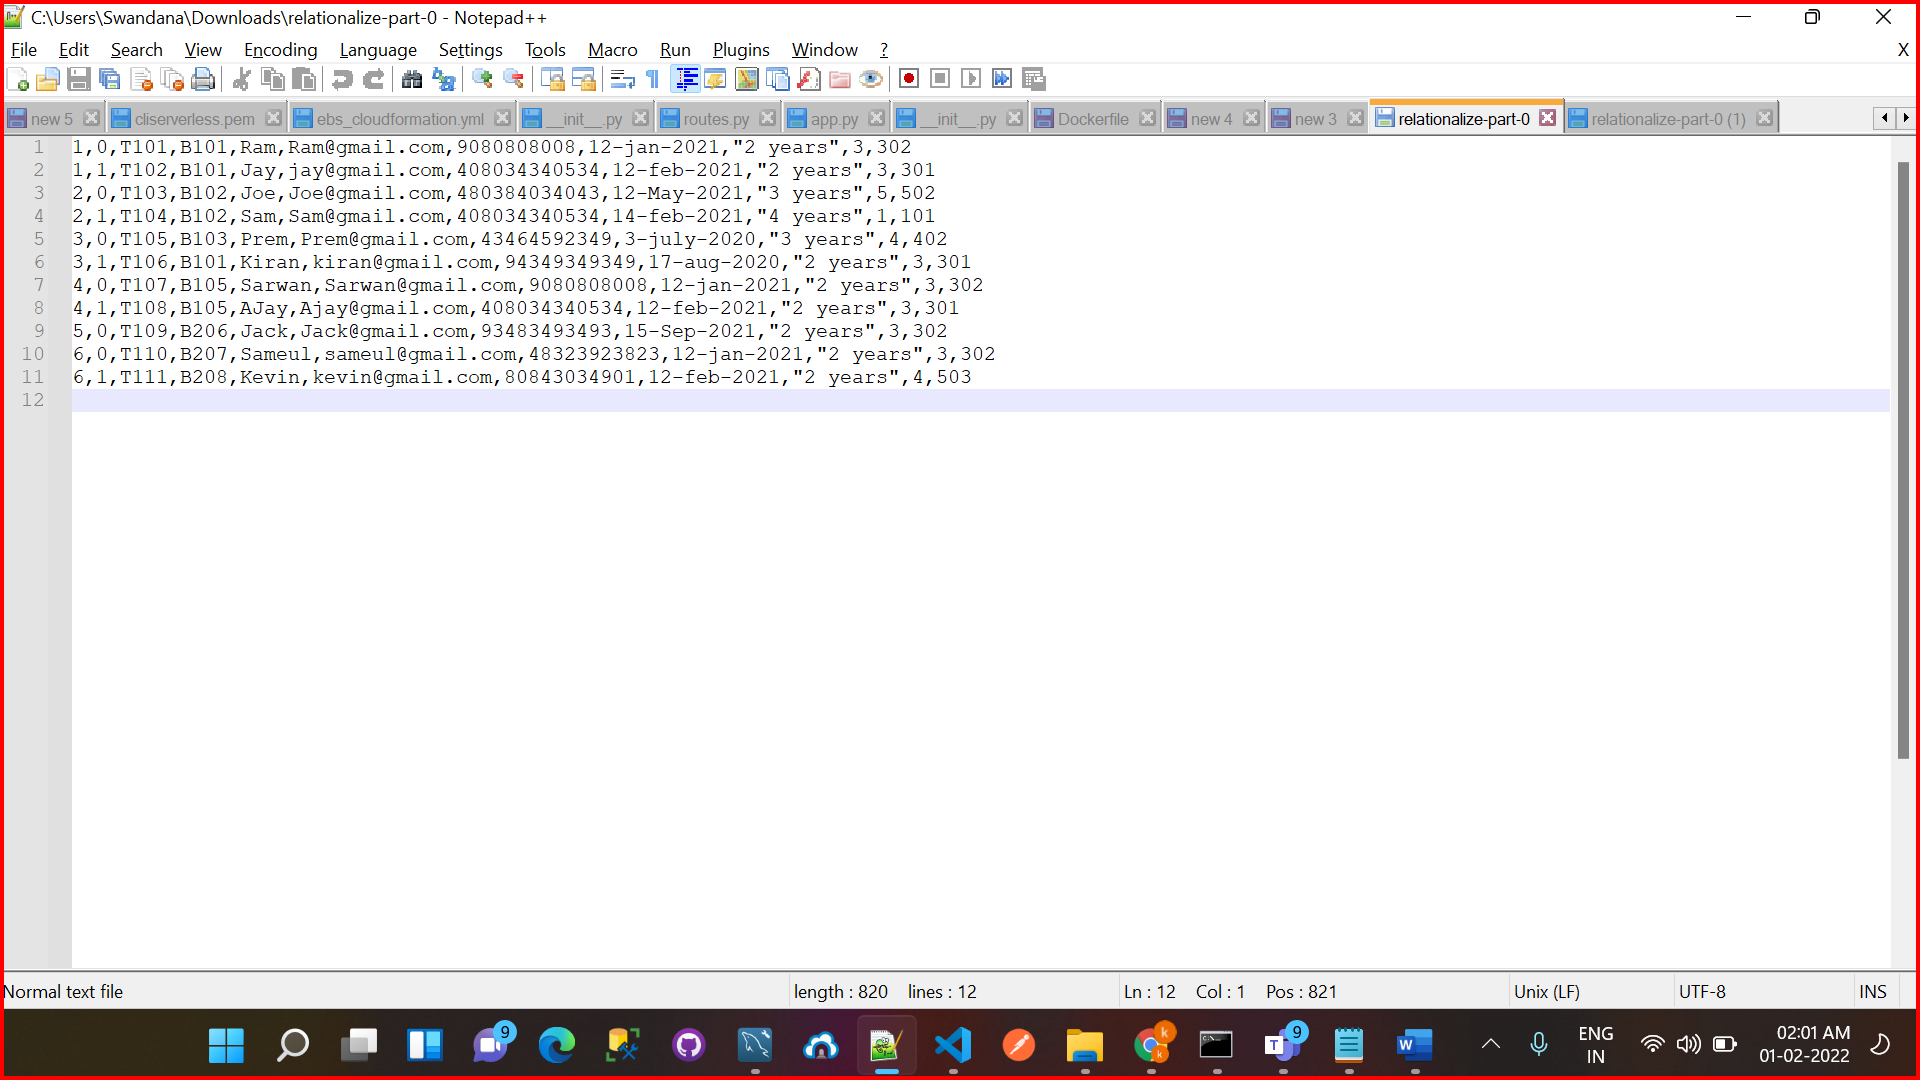 C:\Users\Swandana\Downloads\relationalize-part-0 - Notepad++
File Edit Search View Encoding Language Settings Tools Macro Run Plugins Window ? X
new 5 cliserverless.pem ebs_cloudformation.yml __init__.py routes.py app.py __init__.py Dockerfile new 4 new 3 relationalize-part-0 relationalize-part-0 (1)
1 1,0,T101,B101,Ram,Ram@gmail.com,9080808008,12-jan-2021,"2 years",3,302
2 1,1,T102,B101,Jay,jay@gmail.com,408034340534,12-feb-2021,"2 years",3,301
3 2,0,T103,B102,Joe,Joe@gmail.com,480384034043,12-May-2021,"3 years",5,502
4 2,1,T104,B102,Sam,Sam@gmail.com,408034340534,14-feb-2021,"4 years",1,101
5 3,0,T105,B103,Prem,Prem@gmail.com,43464592349,3-july-2020,"3 years",4,402
6 3,1,T106,B101,Kiran,kiran@gmail.com,94349349349,17-aug-2020,"2 years",3,301
7 4,0,T107,B105,Sarwan,Sarwan@gmail.com,9080808008,12-jan-2021,"2 years",3,302
8 4,1,T108,B105,AJay,Ajay@gmail.com,408034340534,12-feb-2021,"2 years",3,301
9 5,0,T109,B206,Jack,Jack@gmail.com,93483493493,15-Sep-2021,"2 years",3,302
10 6,0,T110,B207,Sameul,sameul@gmail.com,48323923823,12-jan-2021,"2 years",3,302
11 6,1,T111,B208,Kevin,kevin@gmail.com,80843034901,12-feb-2021,"2 years",4,503
12
Normal text file length : 820 lines : 12 Ln : 12 Col : 1 Pos : 821 Unix (LF) UTF-8 INS
9 k k 9 T W
ENG 02:01 AM
IN 01-02-2022